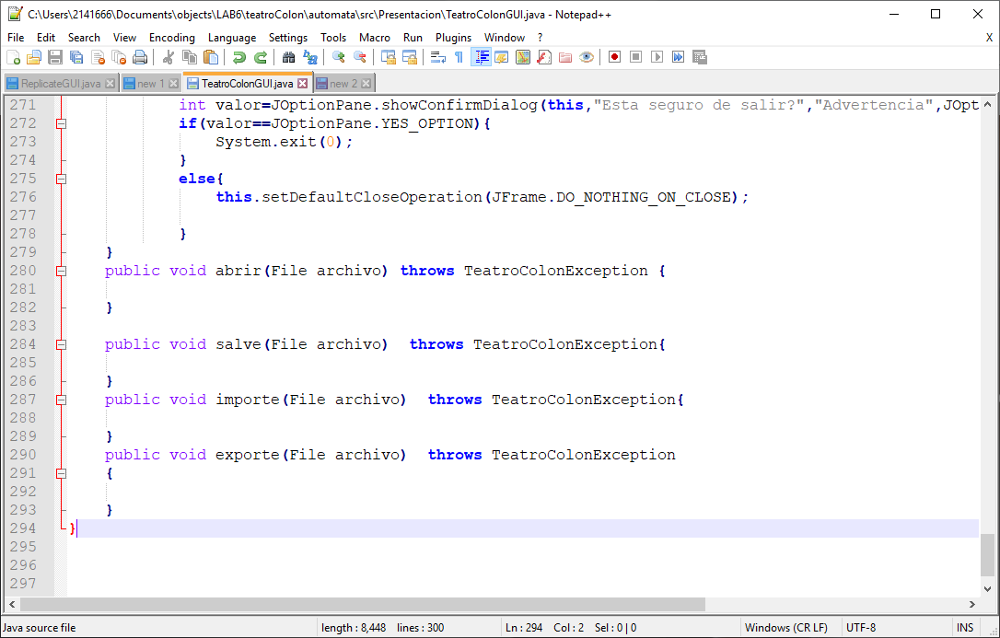 C:\Users\2141666\Documents\objects\LAB6\teatroColon\automata\src\Presentacion\TeatroColonGUI.java - Notepad++
File Edit Search View Encoding Language Settings Tools Macro Run Plugins Window ? X
ReplicateGUI.java new 1 TeatroColonGUI.java new 2
271 int valor=JOptionPane.showConfirmDialog(this,"Esta seguro de salir?","Advertencia",JOpt
272 if(valor==JOptionPane.YES_OPTION){
273 System.exit(0);
274 }
275 else{
276 this.setDefaultCloseOperation(JFrame.DO_NOTHING_ON_CLOSE);
277
278 }
279 }
280 public void abrir(File archivo) throws TeatroColonException {
281
282 }
283
284 public void salve(File archivo)  throws TeatroColonException{
285
286 }
287 public void importe(File archivo)  throws TeatroColonException{
288
289 }
290 public void exporte(File archivo)  throws TeatroColonException
291 {
292
293 }
294 }
295
296
297
Java source file length : 8,448 lines : 300 Ln : 294 Col : 2 Sel : 0 | 0 Windows (CR LF) UTF-8 INS